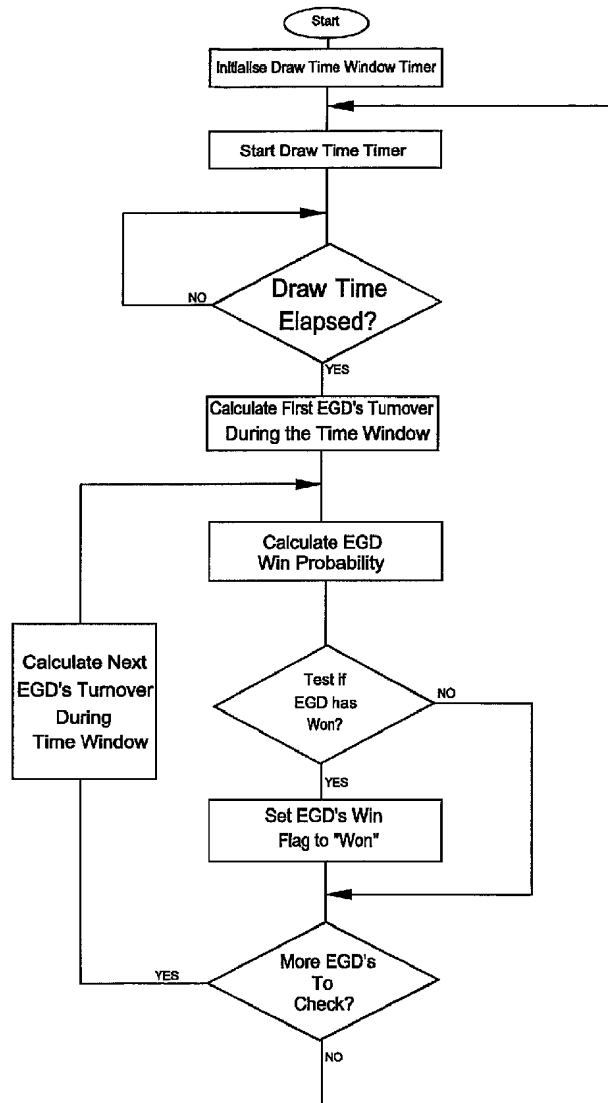 Start
Initialise Draw Time Window Timer
Start Draw Time Timer
Draw Time
Elapsed?
NO
YES
Calculate First EGD's Turnover
During the Time Window
Calculate EGD
Win Probability
Calculate Next
EGD's Turnover
During
Time Window
Test if
EGD has
Won?
NO
YES
Set EGD's Win
Flag to "Won"
More EGD's
To
Check?
YES
NO